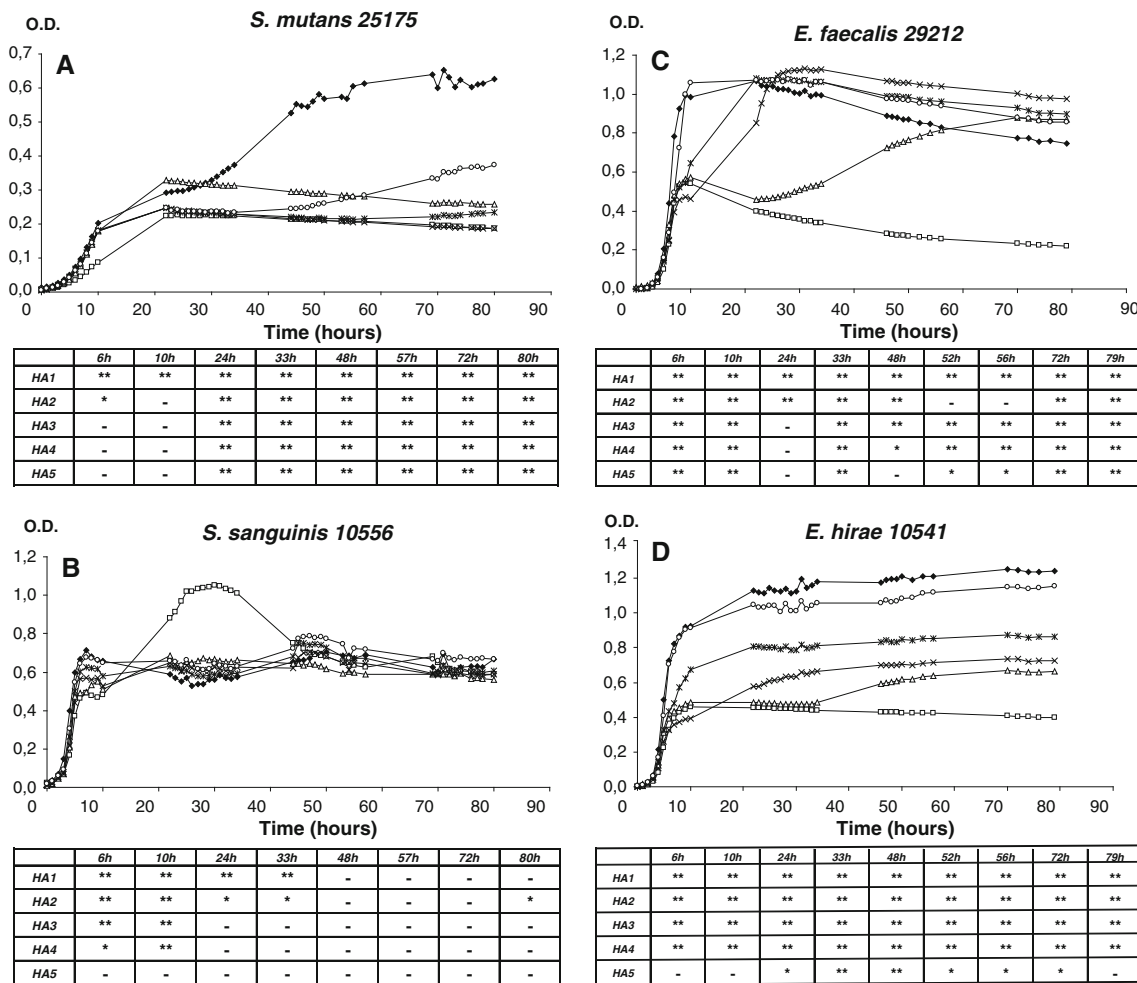 S. mutans 25175
O.D.
A
0,7
0,6
0,5
0,4
0,3
0,2
0,1
0,0
0 10 20 30 40 50 60 70 80 90
Time (hours)
6h 10h 24h 33h 48h 57h 72h 80h
HA1 ** ** ** ** ** ** ** **
HA2 * - ** ** ** ** ** **
HA3 - - ** ** ** ** ** **
HA4 - - ** ** ** ** ** **
HA5 - - ** ** ** ** ** **
E. faecalis 29212
O.D.
C
1,2
1,0
0,8
0,6
0,4
0,2
0,0
0 10 20 30 40 50 60 70 80 90
Time (hours)
6h 10h 24h 33h 48h 52h 56h 72h 79h
HA1 ** ** ** ** ** ** ** ** **
HA2 ** ** ** ** ** - - ** **
HA3 ** ** - ** ** ** ** ** **
HA4 ** ** - ** * ** ** ** **
HA5 ** ** - ** - * * ** **
S. sanguinis 10556
O.D.
B
1,2
1,0
0,8
0,6
0,4
0,2
0,0
0 10 20 30 40 50 60 70 80 90
Time (hours)
6h 10h 24h 33h 48h 57h 72h 80h
HA1 ** ** ** ** - - - -
HA2 ** ** * * - - - *
HA3 ** ** - - - - - -
HA4 * ** - - - - - -
HA5 - - - - - - - -
E. hirae 10541
O.D.
D
1,4
1,2
1,0
0,8
0,6
0,4
0,2
0,0
0 10 20 30 40 50 60 70 80 90
Time (hours)
6h 10h 24h 33h 48h 52h 56h 72h 79h
HA1 ** ** ** ** ** ** ** ** **
HA2 ** ** ** ** ** ** ** ** **
HA3 ** ** ** ** ** ** ** ** **
HA4 ** ** ** ** ** ** ** ** **
HA5 - - * ** ** * * * -